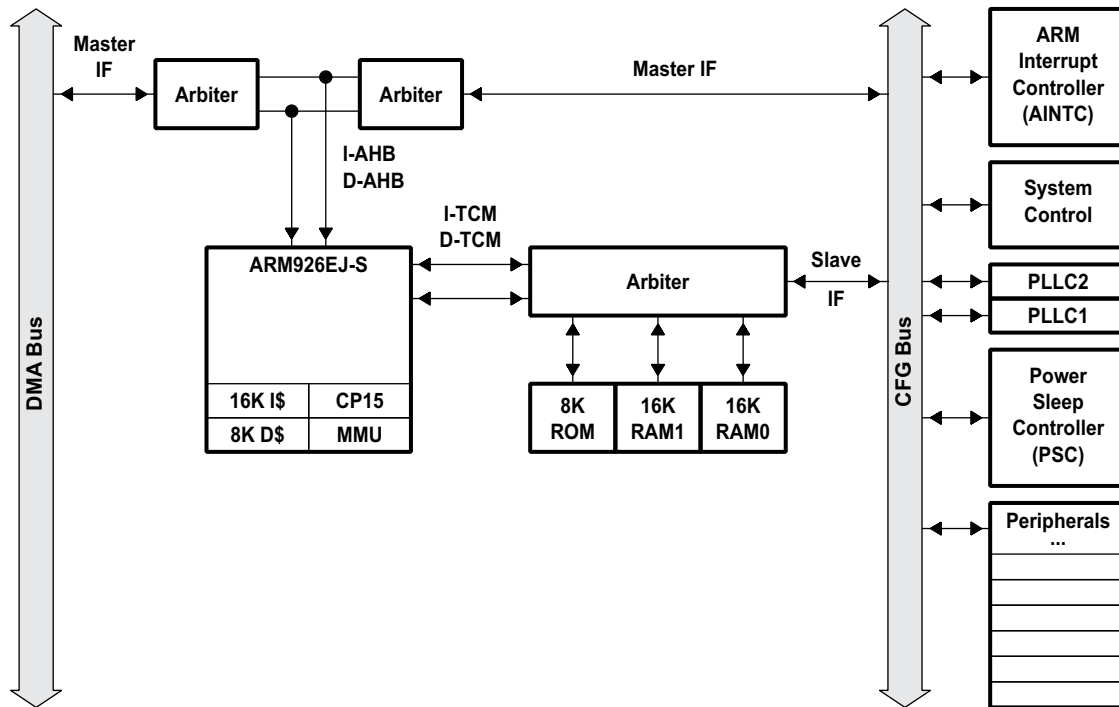 DMA Bus
Master
IF
Arbiter
Arbiter
Master IF
I-AHB
D-AHB
ARM926EJ-S
16K I$
CP15
8K D$
MMU
I-TCM
D-TCM
Arbiter
Slave
IF
8K
ROM
16K
RAM1
16K
RAM0
CFG Bus
ARM
Interrupt
Controller
(AINTC)
System
Control
PLLC2
PLLC1
Power
Sleep
Controller
(PSC)
Peripherals
...